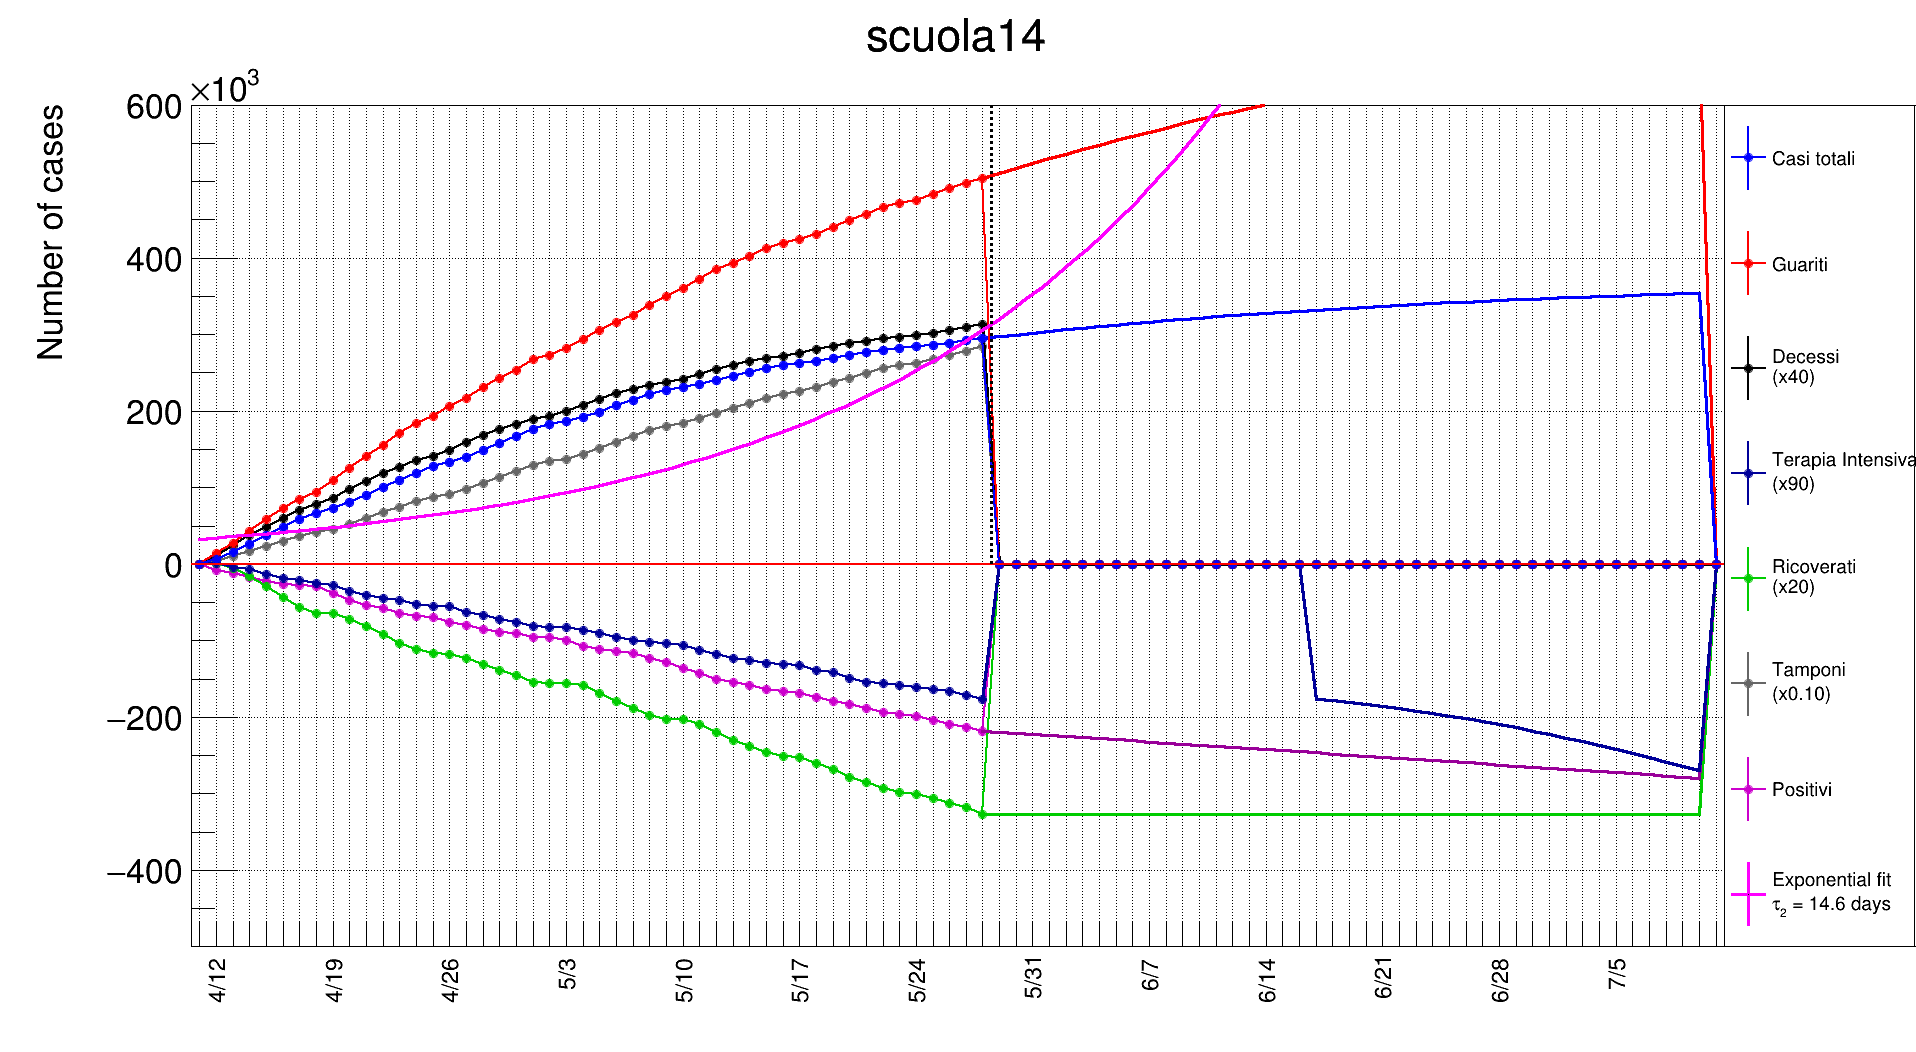 scuola14
×10³
Number of cases
600
400
200
0
−200
−400
4/12
4/19
4/26
5/3
5/10
5/17
5/24
5/31
6/7
6/14
6/21
6/28
7/5
Casi totali
Guariti
Decessi
(x40)
Terapia Intensiva
(x90)
Ricoverati
(x20)
Tamponi
(x0.10)
Positivi
Exponential fit
τ₂ = 14.6 days